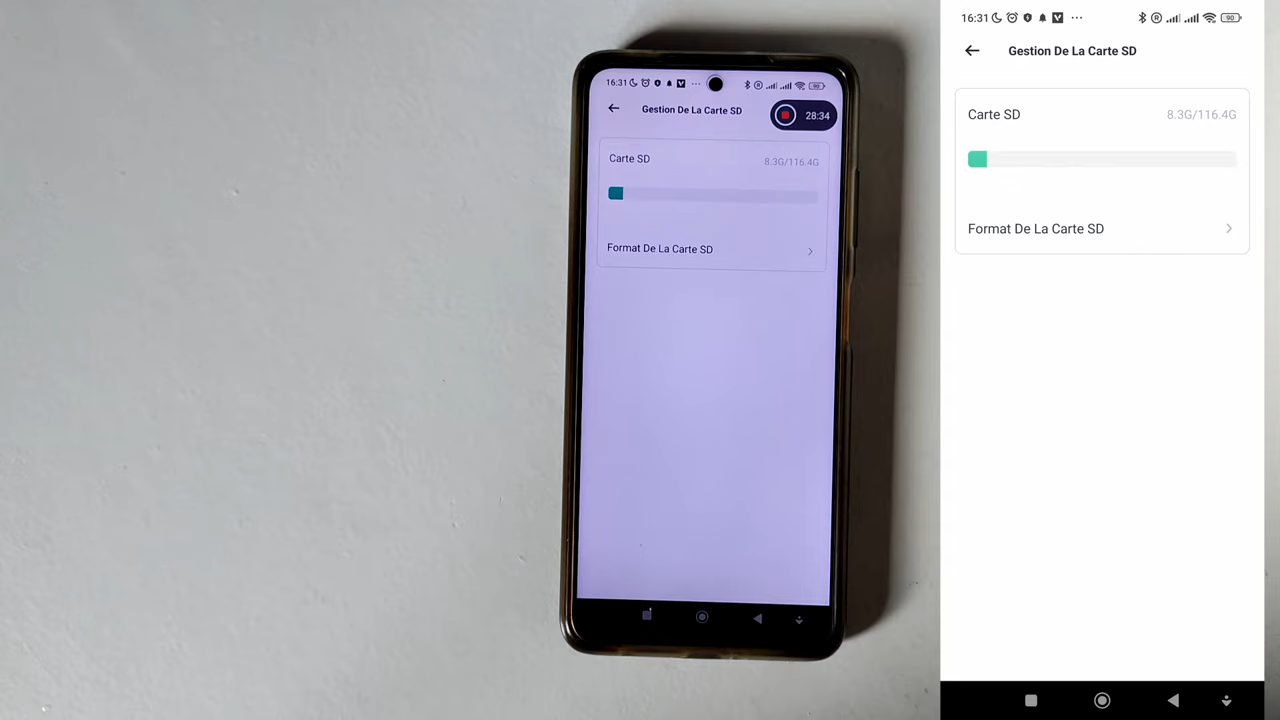 16:31
Gestion De La Carte SD
28:34
Carte SD
8.3G/116.4G
Format De La Carte SD
16:31
90
Gestion De La Carte SD
Carte SD
8.3G/116.4G
Format De La Carte SD